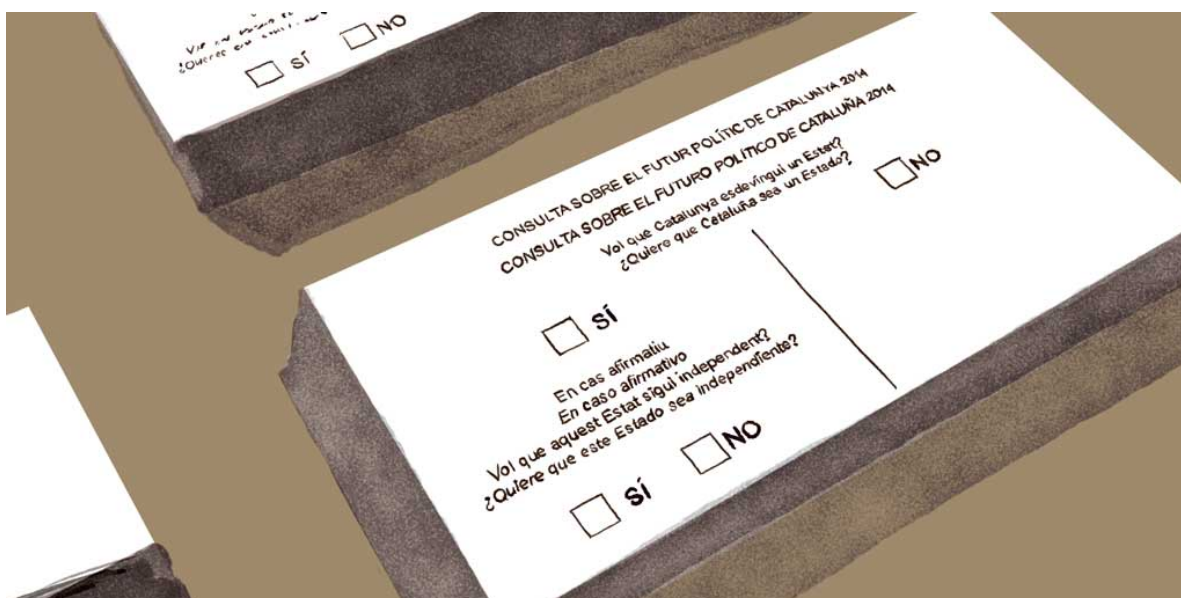 NO
SÍ
CONSULTA SOBRE EL FUTUR POLÍTIC DE CATALUNYA 2014
CONSULTA SOBRE EL FUTURO POLÍTICO DE CATALUÑA 2014
Vol que Catalunya esdevingui un Estat?
¿Quiere que Cataluña sea un Estado?
NO
SÍ
En cas afirmatiu
En caso afirmativo
Vol que aquest Estat sigui independent?
¿Quiere que este Estado sea independiente?
NO
SÍ